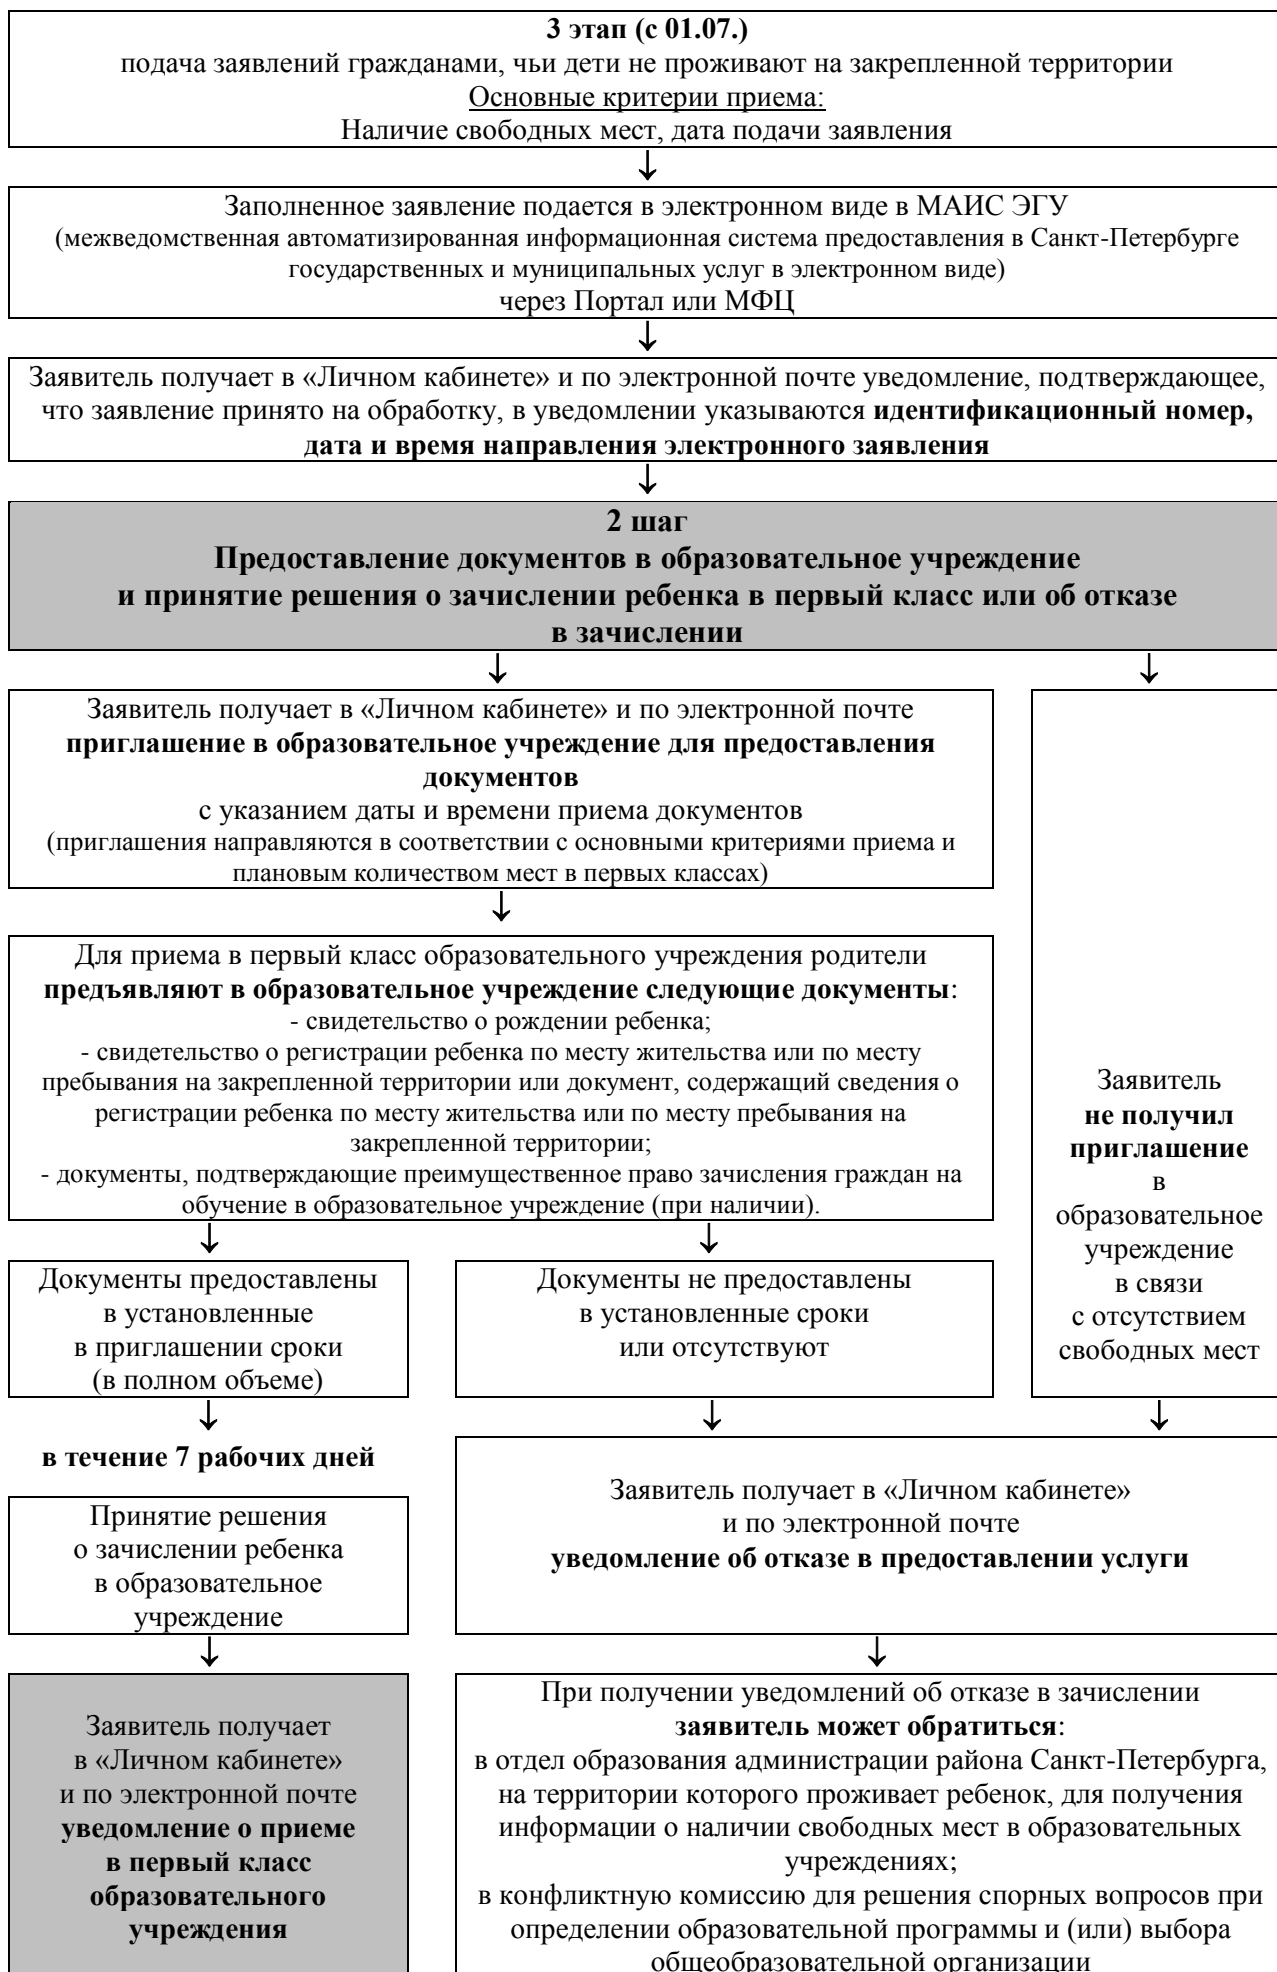 3 этап (с 01.07.)
подача заявлений гражданами, чьи дети не проживают на закрепленной территории
Основные критерии приема:
Наличие свободных мест, дата подачи заявления
Заполненное заявление подается в электронном виде в МАИС ЭГУ
(межведомственная автоматизированная информационная система предоставления в Санкт-Петербурге
государственных и муниципальных услуг в электронном виде)
через Портал или МФЦ
Заявитель получает в «Личном кабинете» и по электронной почте уведомление, подтверждающее,
что заявление принято на обработку, в уведомлении указываются идентификационный номер,
дата и время направления электронного заявления
2 шаг
Предоставление документов в образовательное учреждение
и принятие решения о зачислении ребенка в первый класс или об отказе
в зачислении
Заявитель получает в «Личном кабинете» и по электронной почте
приглашение в образовательное учреждение для предоставления
документов
с указанием даты и времени приема документов
(приглашения направляются в соответствии с основными критериями приема и
плановым количеством мест в первых классах)
Для приема в первый класс образовательного учреждения родители
предъявляют в образовательное учреждение следующие документы:
- свидетельство о рождении ребенка;
- свидетельство о регистрации ребенка по месту жительства или по месту
пребывания на закрепленной территории или документ, содержащий сведения о
регистрации ребенка по месту жительства или по месту пребывания на
закрепленной территории;
- документы, подтверждающие преимущественное право зачисления граждан на
обучение в образовательное учреждение (при наличии).
Заявитель
не получил
приглашение
в
образовательное
учреждение
в связи
с отсутствием
свободных мест
Документы предоставлены
в установленные
в приглашении сроки
(в полном объеме)
Документы не предоставлены
в установленные сроки
или отсутствуют
в течение 7 рабочих дней
Принятие решения
о зачислении ребенка
в образовательное
учреждение
Заявитель получает в «Личном кабинете»
и по электронной почте
уведомление об отказе в предоставлении услуги
Заявитель получает
в «Личном кабинете»
и по электронной почте
уведомление о приеме
в первый класс
образовательного
учреждения
При получении уведомлений об отказе в зачислении
заявитель может обратиться:
в отдел образования администрации района Санкт-Петербурга,
на территории которого проживает ребенок, для получения
информации о наличии свободных мест в образовательных
учреждениях;
в конфликтную комиссию для решения спорных вопросов при
определении образовательной программы и (или) выбора
общеобразовательной организации